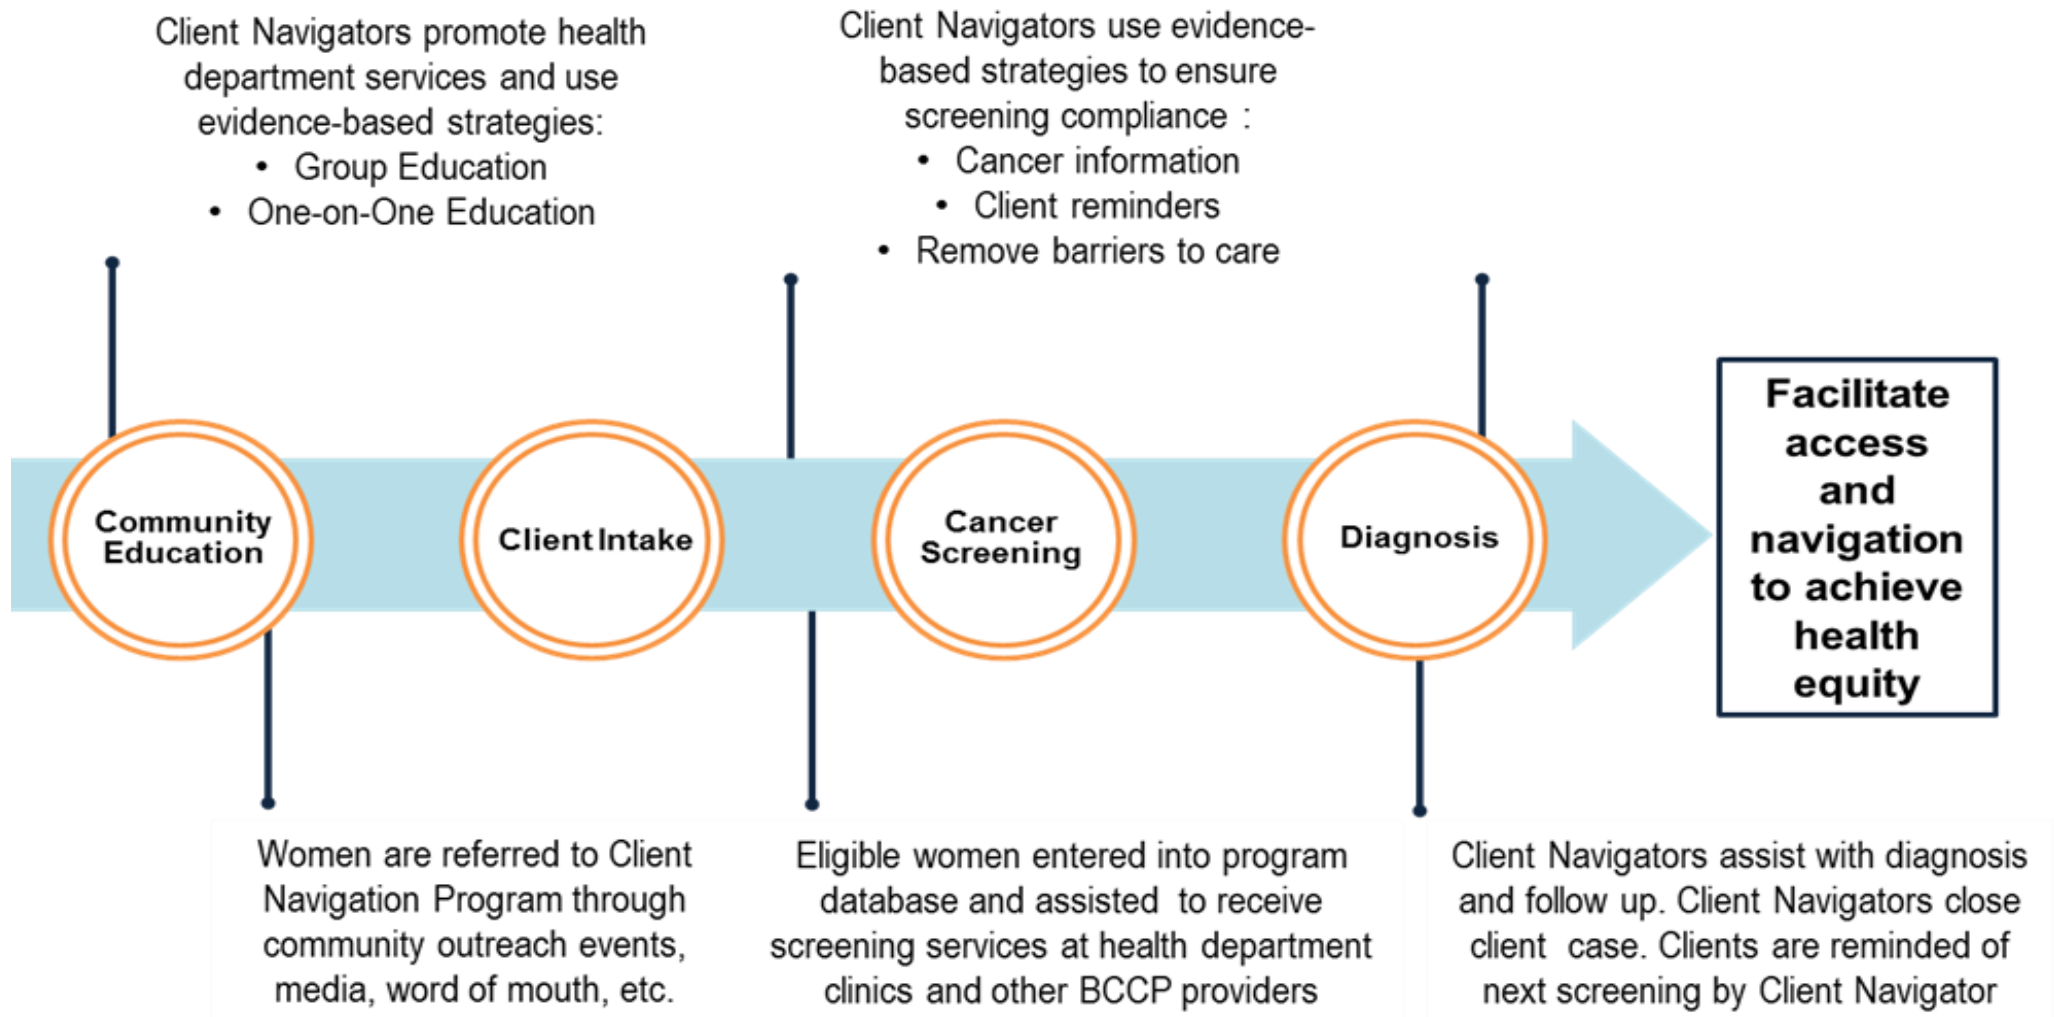 Client Navigators promote health
department services and use
evidence-based strategies:
• Group Education
• One-on-One Education
Client Navigators use evidence-
based strategies to ensure
screening compliance :
• Cancer information
• Client reminders
• Remove barriers to care
Community
Education
Client Intake
Cancer
Screening
Diagnosis
Facilitate
access
and
navigation
to achieve
health
equity
Women are referred to Client
Navigation Program through
community outreach events,
media, word of mouth, etc.
Eligible women entered into program
database and assisted to receive
screening services at health department
clinics and other BCCP providers
Client Navigators assist with diagnosis
and follow up. Client Navigators close
client case. Clients are reminded of
next screening by Client Navigator